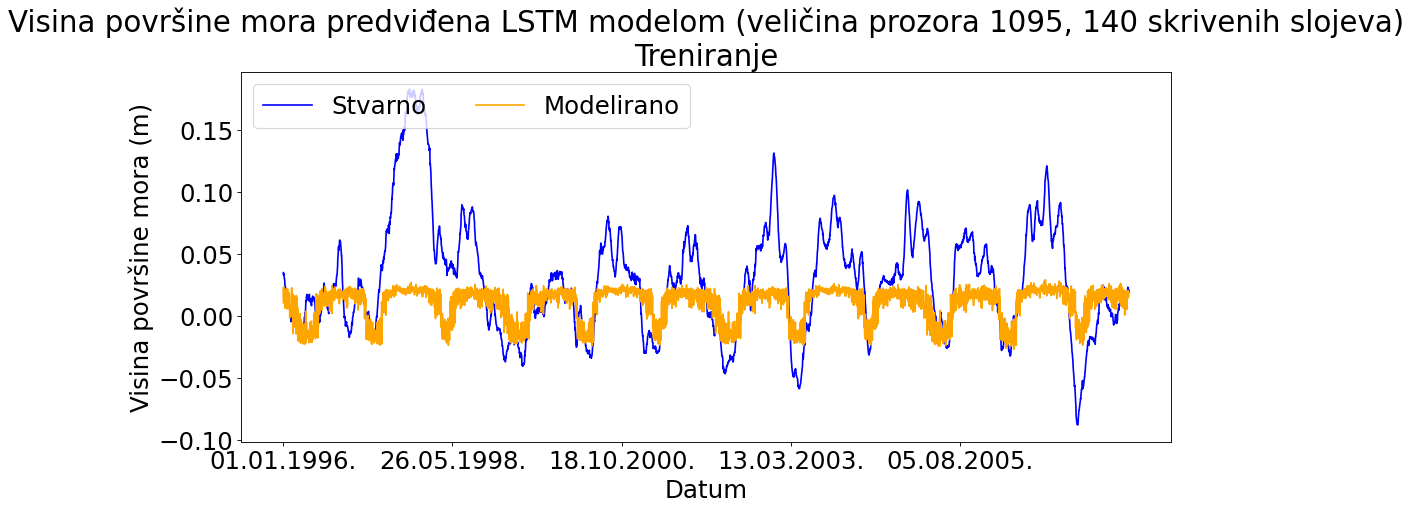 Visina površine mora predviđena LSTM modelom (veličina prozora 1095, 140 skrivenih slojeva)
Treniranje
Stvarno
Modelirano
Visina površine mora (m)
0.15
0.10
0.05
0.00
−0.05
−0.10
01.01.1996.
26.05.1998.
18.10.2000.
13.03.2003.
05.08.2005.
Datum